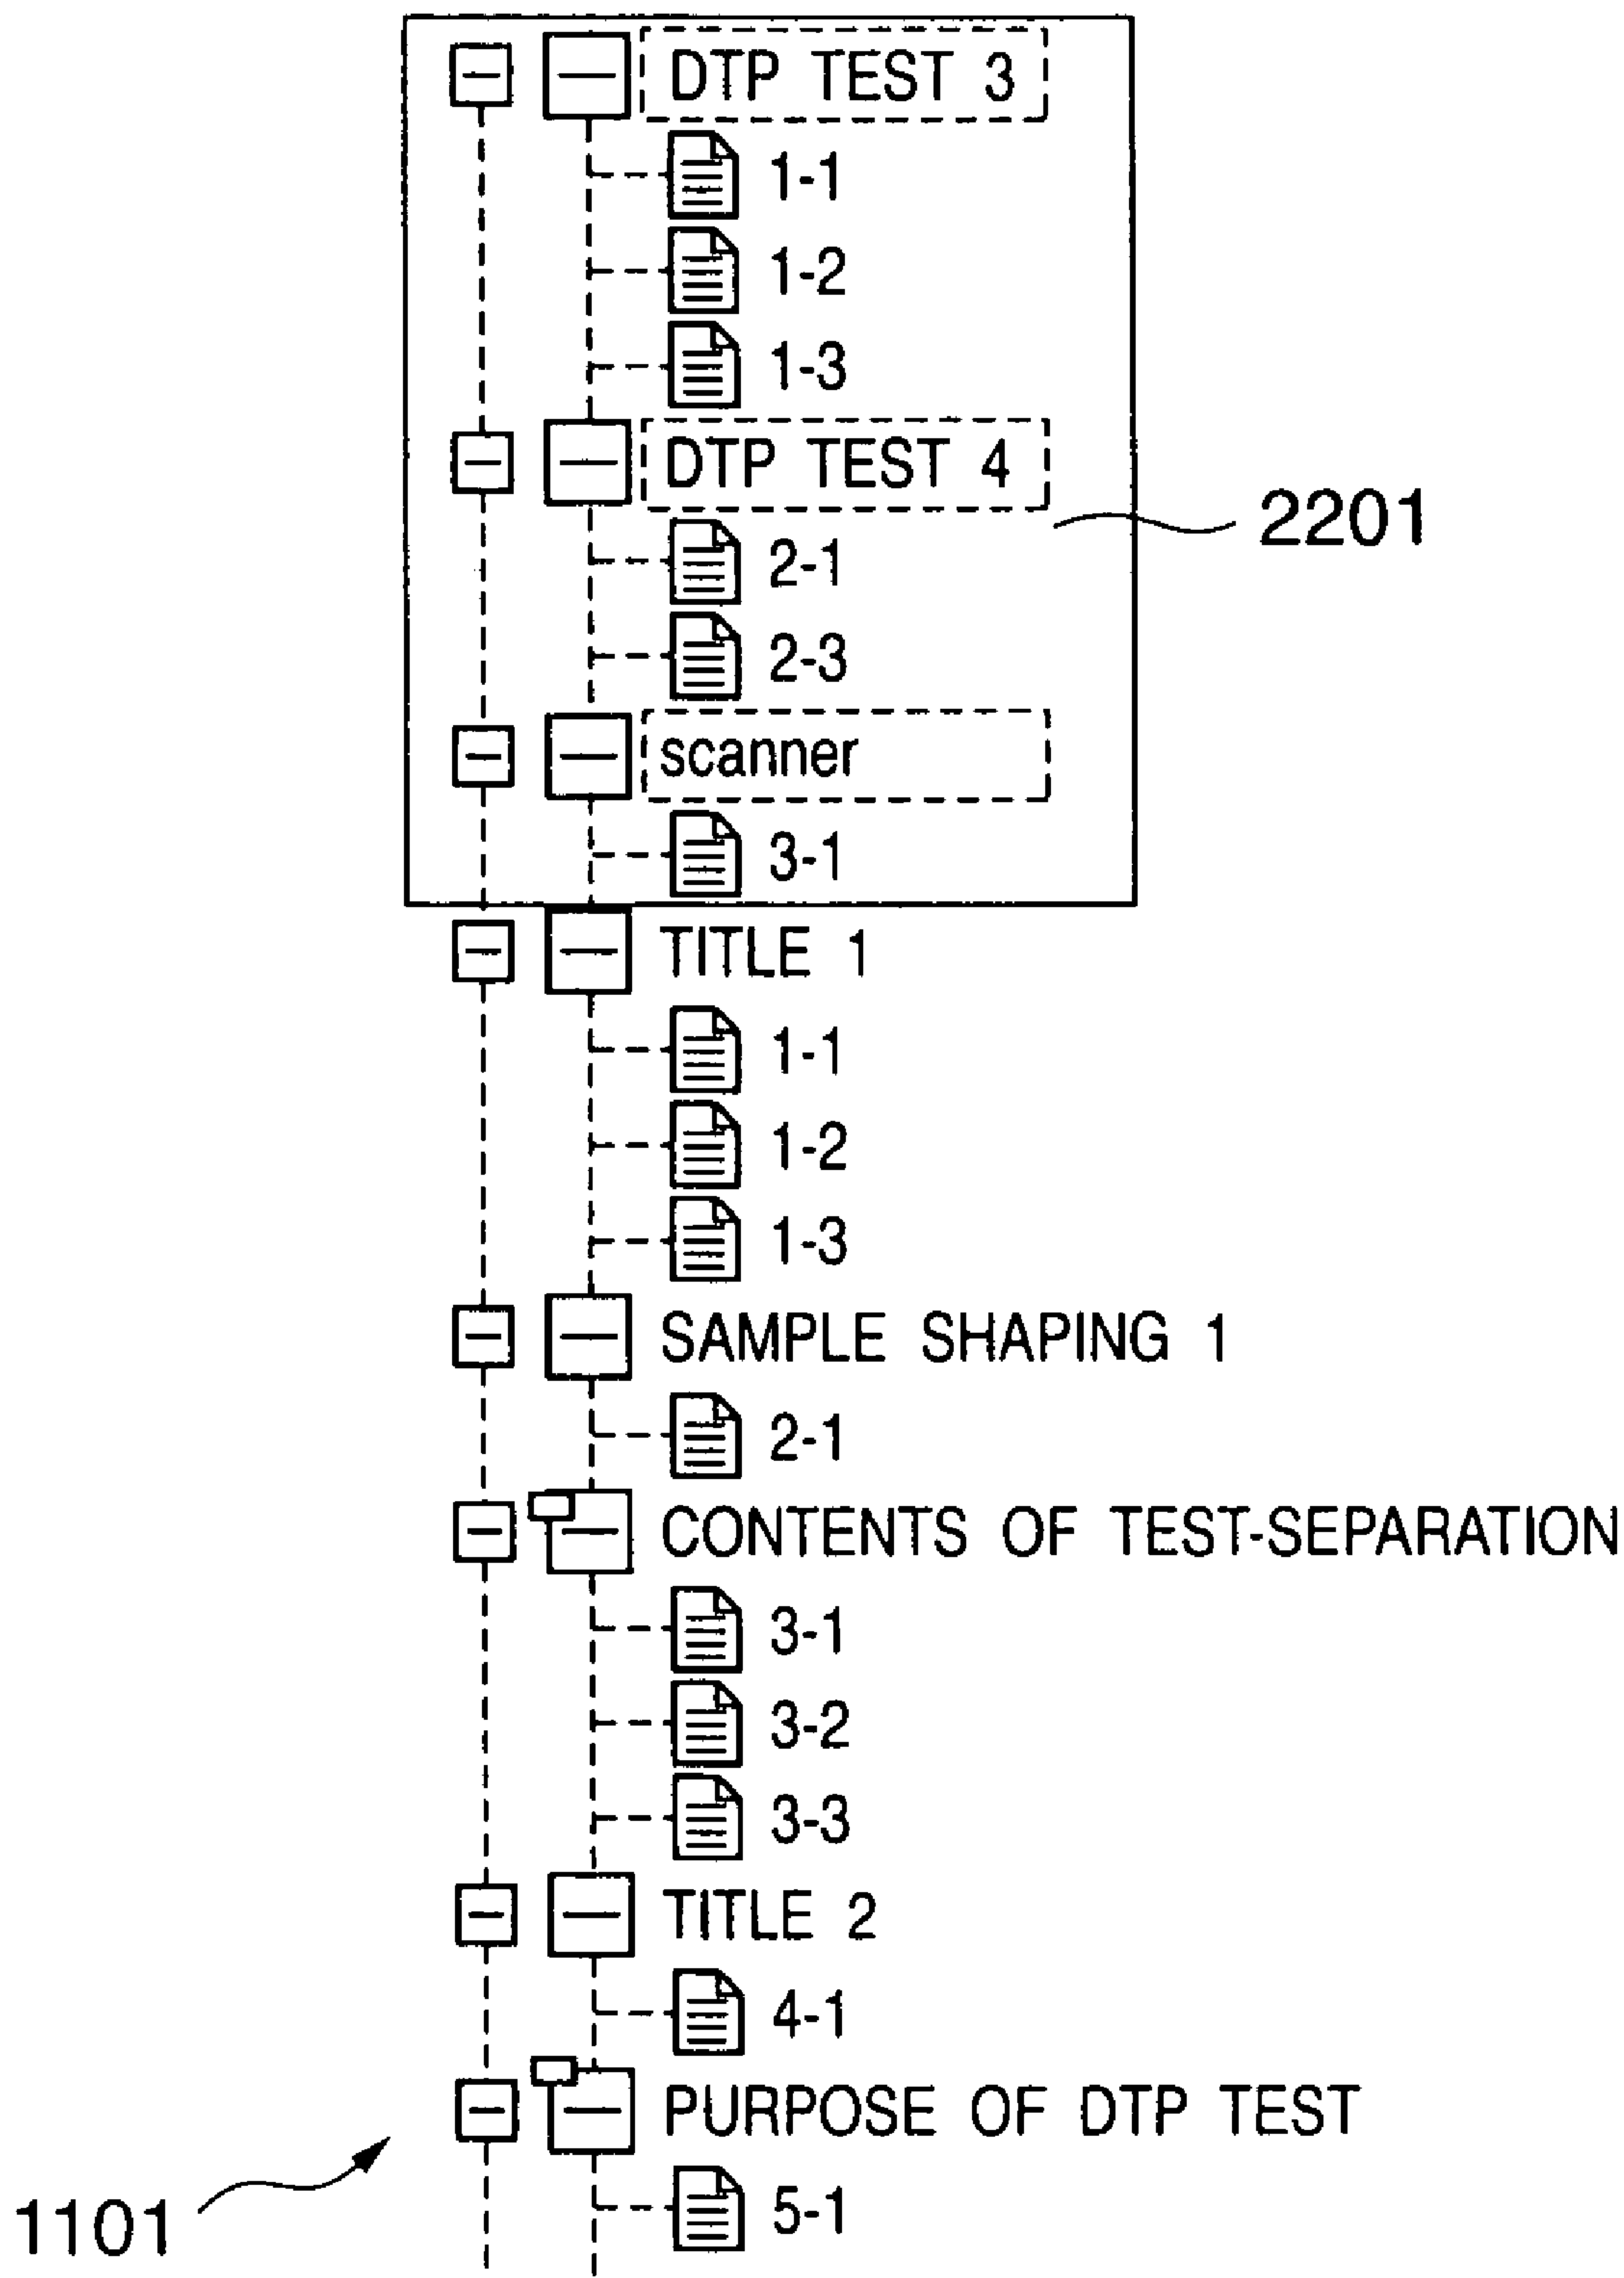 DTP TEST 3
1-1
1-2
1-3
DTP TEST 4
2201
2-1
2-3
scanner
3-1
TITLE 1
1-1
1-2
1-3
SAMPLE SHAPING 1
2-1
CONTENTS OF TEST-SEPARATION
3-1
3-2
3-3
TITLE 2
4-1
PURPOSE OF DTP TEST
5-1
1101